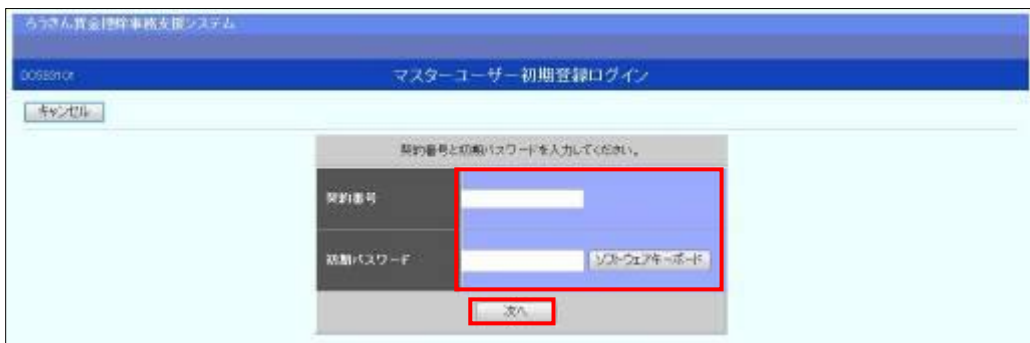 ろうきん賃金控除事務支援システム
マスターユーザー初期登録ログイン
キャンセル
契約番号と初期パスワードを入力してください。
契約番号
初期パスワード
ソフトウェアキーボード
次へ